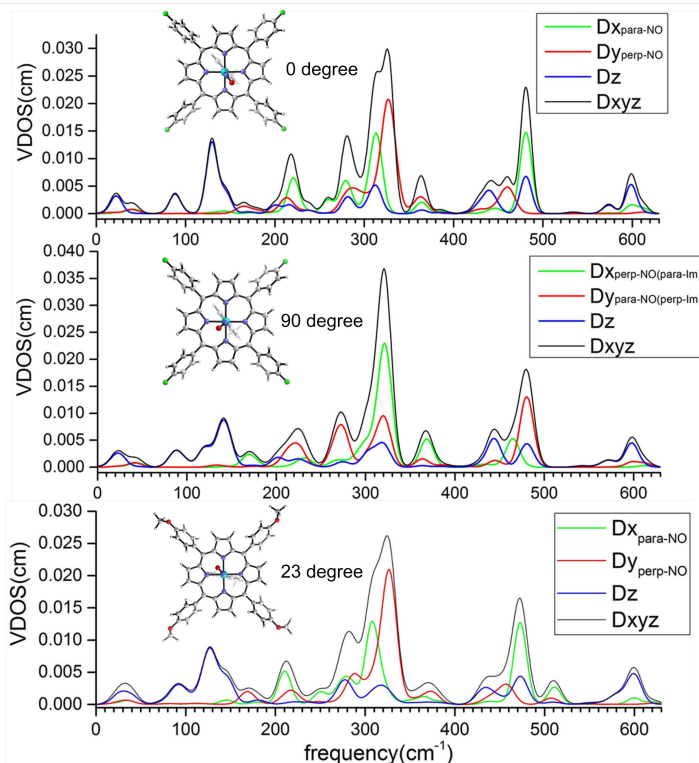 0.030
0.025
0.020
0.015
0.010
0.005
0.000
VDOS(cm)
0 degree
Dxpara-NO
Dyperp-NO
Dz
Dxyz
0 100 200 300 400 500 600
0.040
0.035
0.030
0.025
0.020
0.015
0.010
0.005
0.000
VDOS(cm)
90 degree
Dxperp-NO(para-Im
Dypara-NO(perp-Im
Dz
Dxyz
0 100 200 300 400 500 600
0.030
0.025
0.020
0.015
0.010
0.005
0.000
VDOS(cm)
23 degree
Dxpara-NO
Dyperp-NO
Dz
Dxyz
0 100 200 300 400 500 600
frequency(cm-1)